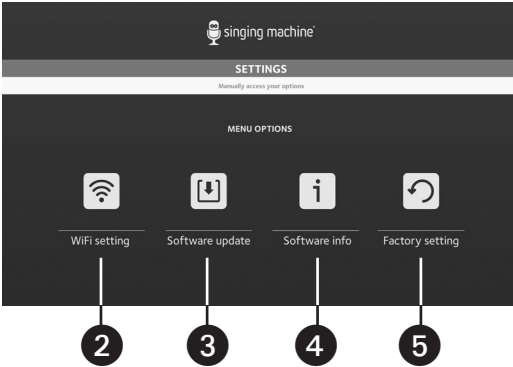 singing machine®
SETTINGS
Manually access your options
MENU OPTIONS
WiFi setting Software update Software info Factory setting
2 3 4 5